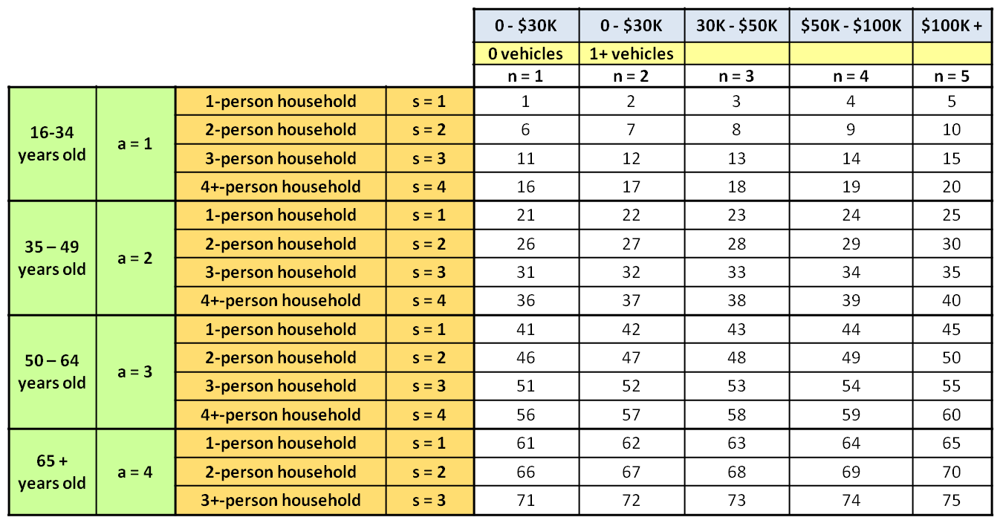 0 - $30K 0 - $30K 30K - $50K $50K - $100K $100K +
0 vehicles 1+ vehicles
n = 1 n = 2 n = 3 n = 4 n = 5
16-34 years old a = 1 1-person household s = 1 1 2 3 4 5
2-person household s = 2 6 7 8 9 10
3-person household s = 3 11 12 13 14 15
4+-person household s = 4 16 17 18 19 20
35 – 49 years old a = 2 1-person household s = 1 21 22 23 24 25
2-person household s = 2 26 27 28 29 30
3-person household s = 3 31 32 33 34 35
4+-person household s = 4 36 37 38 39 40
50 – 64 years old a = 3 1-person household s = 1 41 42 43 44 45
2-person household s = 2 46 47 48 49 50
3-person household s = 3 51 52 53 54 55
4+-person household s = 4 56 57 58 59 60
65 + years old a = 4 1-person household s = 1 61 62 63 64 65
2-person household s = 2 66 67 68 69 70
3+-person household s = 3 71 72 73 74 75